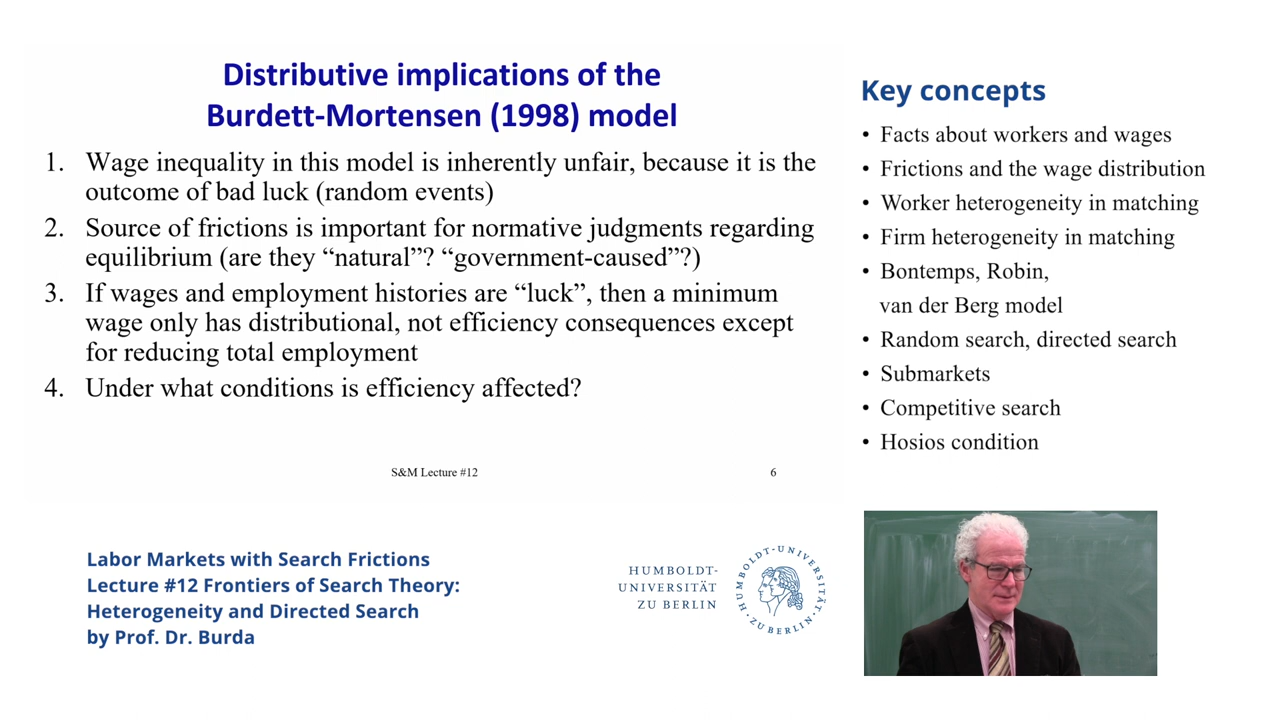 Distributive implications of the
Burdett-Mortensen (1998) model
1. Wage inequality in this model is inherently unfair, because it is the
outcome of bad luck (random events)
2. Source of frictions is important for normative judgments regarding
equilibrium (are they “natural”? “government-caused”?)
3. If wages and employment histories are “luck”, then a minimum
wage only has distributional, not efficiency consequences except
for reducing total employment
4. Under what conditions is efficiency affected?
S&M Lecture #12
6
Key concepts
• Facts about workers and wages
• Frictions and the wage distribution
• Worker heterogeneity in matching
• Firm heterogeneity in matching
• Bontemps, Robin,
van der Berg model
• Random search, directed search
• Submarkets
• Competitive search
• Hosios condition
Labor Markets with Search Frictions
Lecture #12 Frontiers of Search Theory:
Heterogeneity and Directed Search
by Prof. Dr. Burda
HUMBOLDT-
UNIVERSITÄT
ZU BERLIN
HUMBOLDT-UNIVERSITÄT
ZU BERLIN